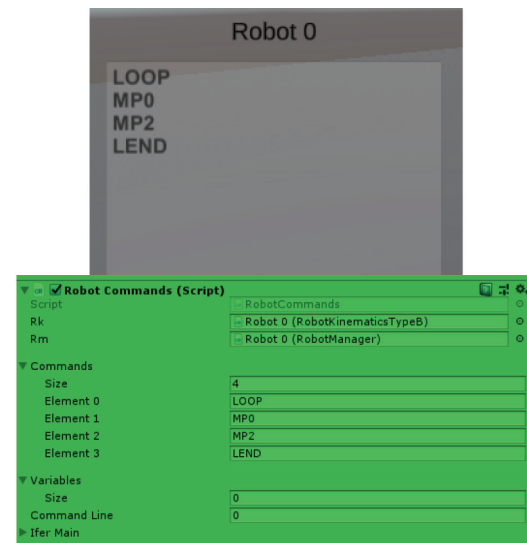 Robot 0
LOOP
MP0
MP2
LEND
Robot Commands (Script)
Script RobotCommands
Rk Robot 0 (RobotKinematicsTypeB)
Rm Robot 0 (RobotManager)
Commands
Size 4
Element 0 LOOP
Element 1 MP0
Element 2 MP2
Element 3 LEND
Variables
Size 0
Command Line 0
Ifer Main